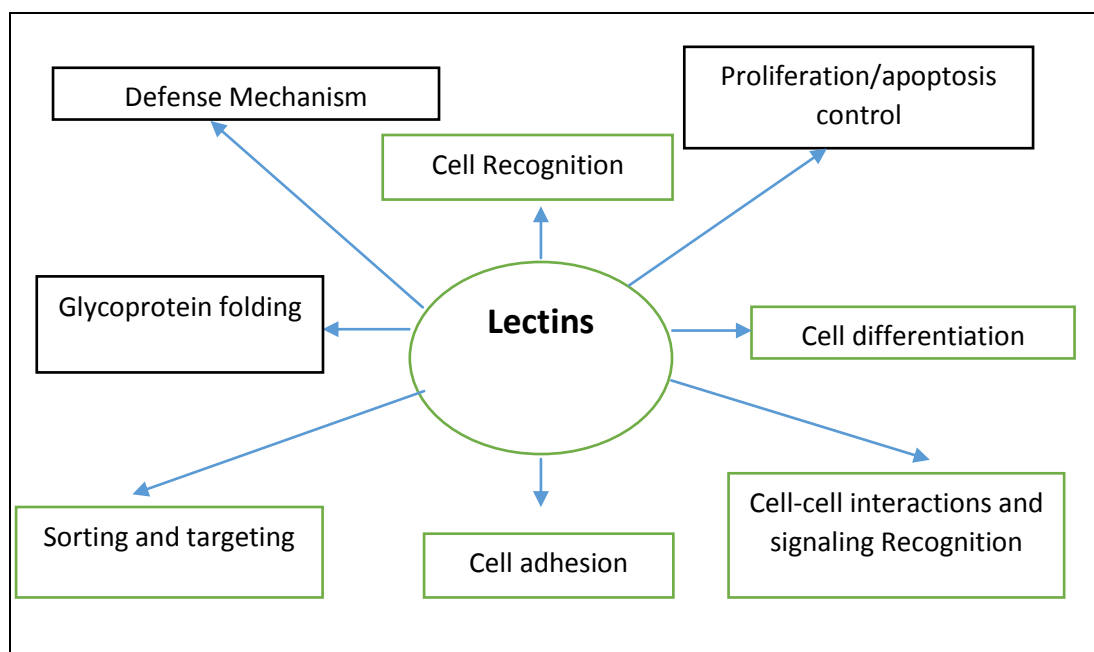 Defense Mechanism
Proliferation/apoptosis
control
Cell Recognition
Glycoprotein folding
Lectins
Cell differentiation
Sorting and targeting
Cell adhesion
Cell-cell interactions and
signaling Recognition